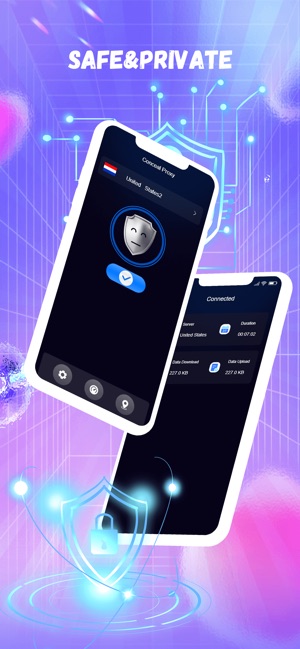 SAFE&PRIVATE
Conceal Proxy
United States2
Connected
Server
Duration
United States
00:07:02
Data Download
Data Upload
227.0 KB
227.0 KB